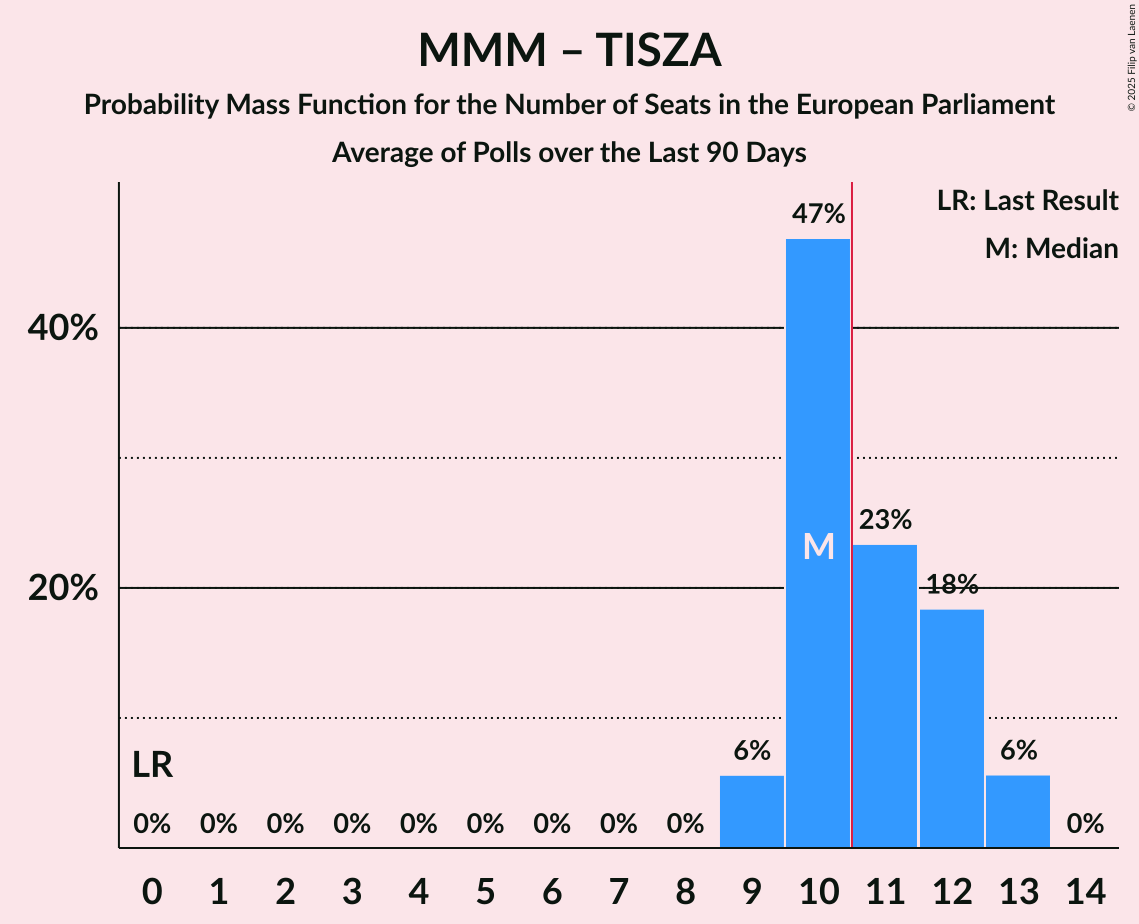 MMM – TISZA
Probability Mass Function for the Number of Seats in the European Parliament
Average of Polls over the Last 90 Days
© 2025 Filip van Laenen
LR: Last Result
M: Median
47%
40%
23%
M
20%
18%
LR
6%
6%
0% 0% 0% 0% 0% 0% 0% 0% 0% 0%
0 1 2 3 4 5 6 7 8 9 10 11 12 13 14